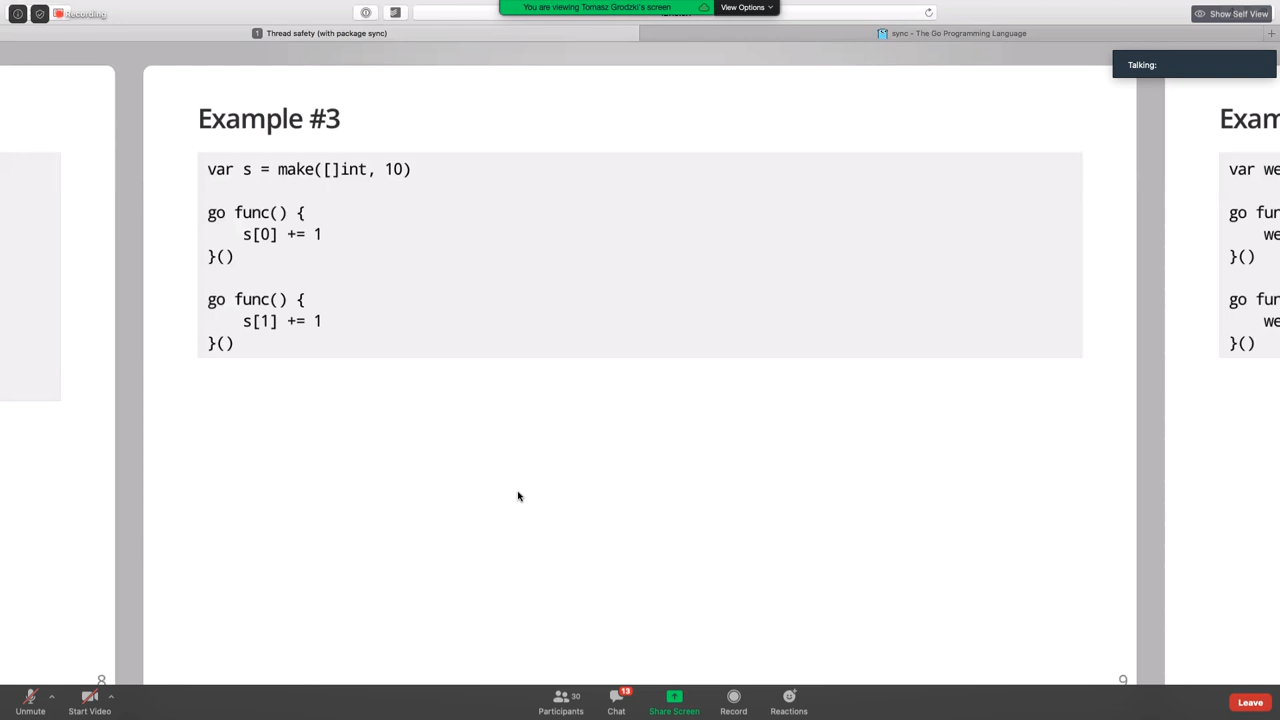 Recording
You are viewing Tomasz Grodzki's screen
View Options
Show Self View
1 Thread safety (with package sync)
sync - The Go Programming Language
Talking:
Example #3
var s = make([]int, 10)
go func() {
s[0] += 1
}()
go func() {
s[1] += 1
}()
Exam
var we
go fun
we
}()
go fun
we
}()
8
9
Unmute
Start Video
Participants
30
Chat
13
Share Screen
Record
Reactions
Leave